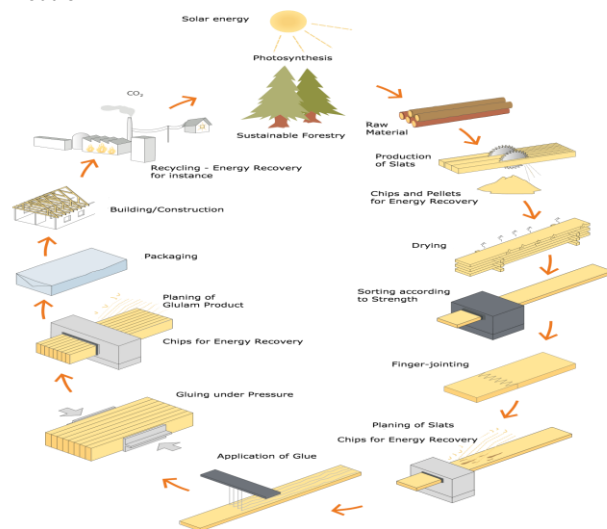 Solar energy
Photosynthesis
CO₂
Sustainable Forestry
Raw
Material
Production
of Slats
Chips and Pellets
for Energy Recovery
Drying
Sorting according
to Strength
Finger-jointing
Planing of Slats
Chips for Energy Recovery
Application of Glue
Gluing under Pressure
Planing of
Glulam Product
Chips for Energy Recovery
Packaging
Building/Construction
Recycling - Energy Recovery
for instance